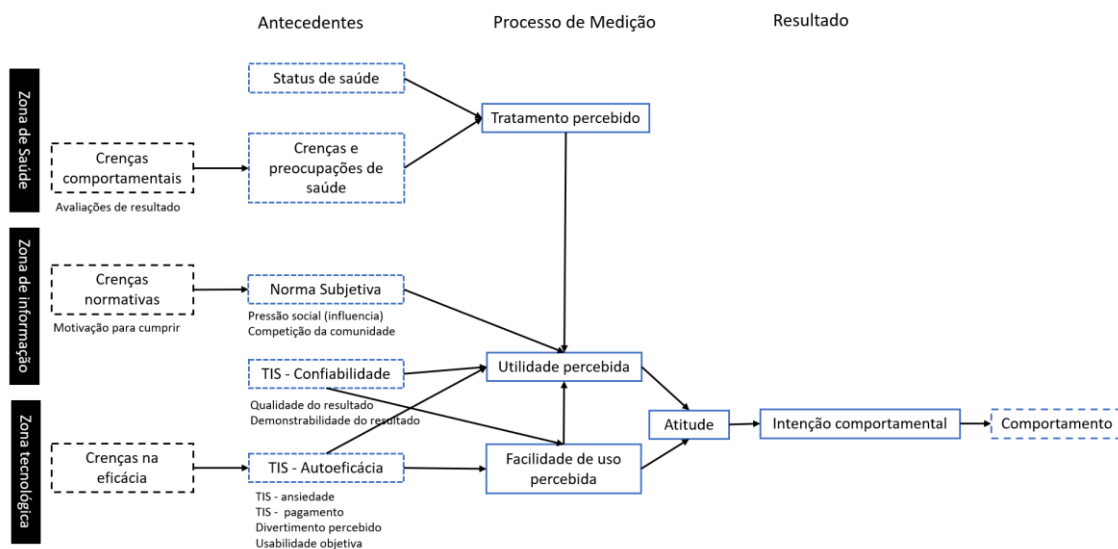 Antecedentes
Processo de Medição
Resultado
Zona de Saúde
Status de saúde
Tratamento percebido
Crenças
comportamentais
Avaliações de resultado
Crenças e
preocupações de
saúde
Zona de informação
Crenças
normativas
Motivação para cumprir
Norma Subjetiva
Pressão social (influencia)
Competição da comunidade
TIS - Confiabilidade
Qualidade do resultado
Demonstrabilidade do resultado
Utilidade percebida
Atitude
Intenção comportamental
Comportamento
Zona tecnológica
Crenças na
eficácia
TIS - Autoeficácia
TIS - ansiedade
TIS -  pagamento
Divertimento percebido
Usabilidade objetiva
Facilidade de uso
percebida